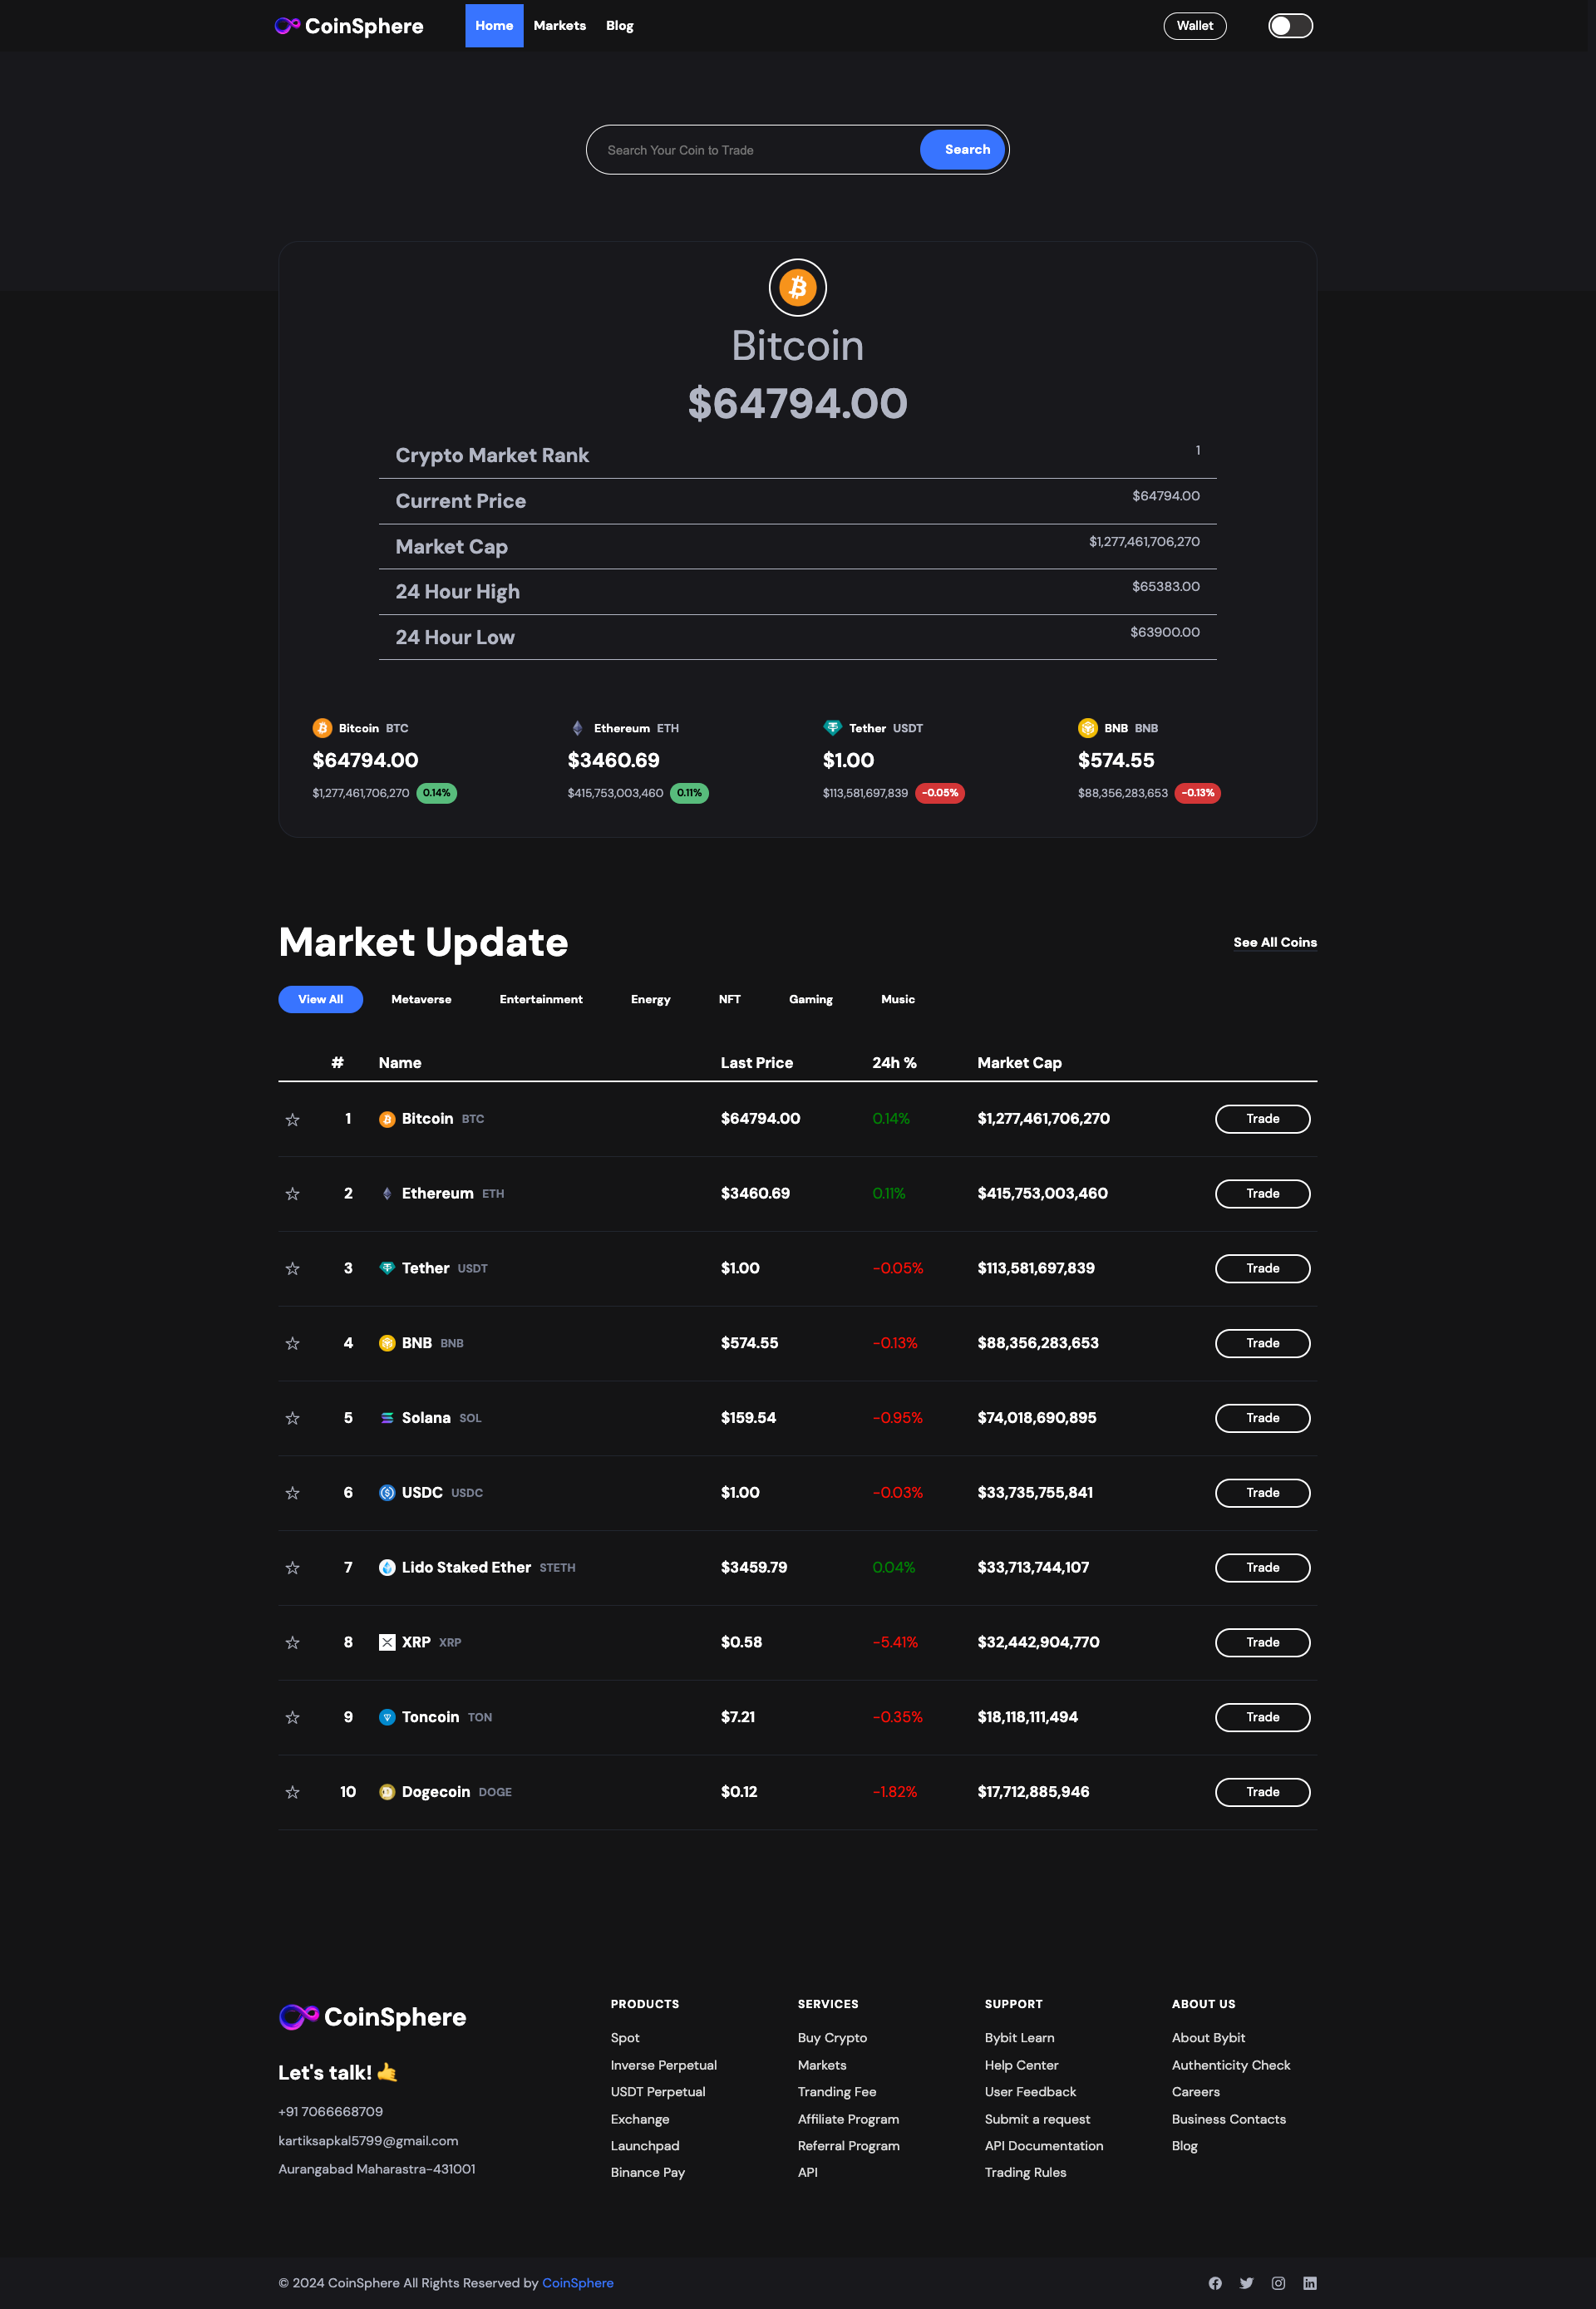 CoinSphere Home Markets Blog Wallet
Search Your Coin to Trade Search
Bitcoin
$64794.00
Crypto Market Rank 1
Current Price $64794.00
Market Cap $1,277,461,706,270
24 Hour High $65383.00
24 Hour Low $63900.00
Bitcoin BTC Ethereum ETH Tether USDT BNB BNB
$64794.00 $3460.69 $1.00 $574.55
$1,277,461,706,270 0.14% $415,753,003,460 0.11% $113,581,697,839 -0.05% $88,356,283,653 -0.13%
Market Update See All Coins
View All Metaverse Entertainment Energy NFT Gaming Music
# Name Last Price 24h % Market Cap
1 Bitcoin BTC $64794.00 0.14% $1,277,461,706,270 Trade
2 Ethereum ETH $3460.69 0.11% $415,753,003,460 Trade
3 Tether USDT $1.00 -0.05% $113,581,697,839 Trade
4 BNB BNB $574.55 -0.13% $88,356,283,653 Trade
5 Solana SOL $159.54 -0.95% $74,018,690,895 Trade
6 USDC USDC $1.00 -0.03% $33,735,755,841 Trade
7 Lido Staked Ether STETH $3459.79 0.04% $33,713,744,107 Trade
8 XRP XRP $0.58 -5.41% $32,442,904,770 Trade
9 Toncoin TON $7.21 -0.35% $18,118,111,494 Trade
10 Dogecoin DOGE $0.12 -1.82% $17,712,885,946 Trade
CoinSphere
Let's talk! 🤙
+91 7066668709
kartiksapkal5799@gmail.com
Aurangabad Maharastra-431001
PRODUCTS
Spot
Inverse Perpetual
USDT Perpetual
Exchange
Launchpad
Binance Pay
SERVICES
Buy Crypto
Markets
Tranding Fee
Affiliate Program
Referral Program
API
SUPPORT
Bybit Learn
Help Center
User Feedback
Submit a request
API Documentation
Trading Rules
ABOUT US
About Bybit
Authenticity Check
Careers
Business Contacts
Blog
© 2024 CoinSphere All Rights Reserved by CoinSphere